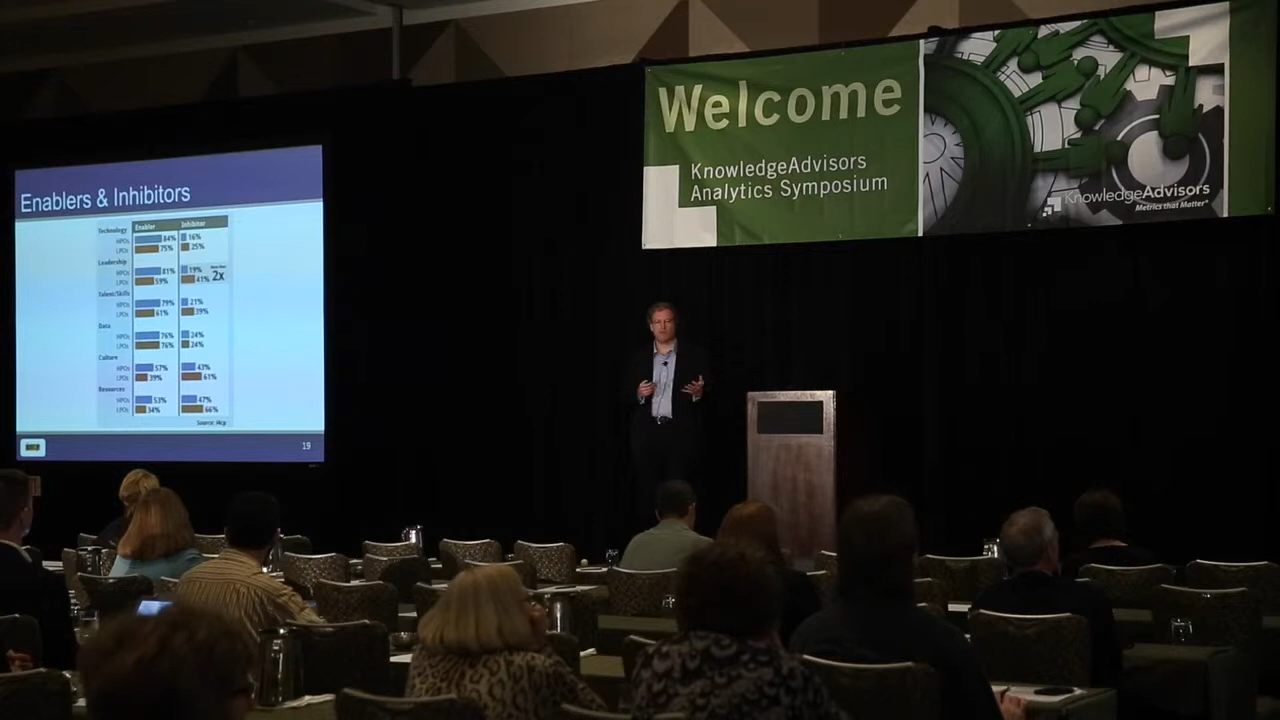 Welcome
KnowledgeAdvisors
Analytics Symposium
KnowledgeAdvisors
Metrics that Matter®
Enablers & Inhibitors
Enabler Inhibitor
Technology
HPOs 84% 16%
LPOs 75% 25%
Leadership
HPOs 81% 19%
LPOs 59% 41% 2x
Talent/Skills
HPOs 79% 21%
LPOs 61% 39%
Data
HPOs 76% 24%
LPOs 76% 24%
Culture
HPOs 57% 43%
LPOs 39% 61%
Resources
HPOs 53% 47%
LPOs 34% 66%
Source: i4cp
19